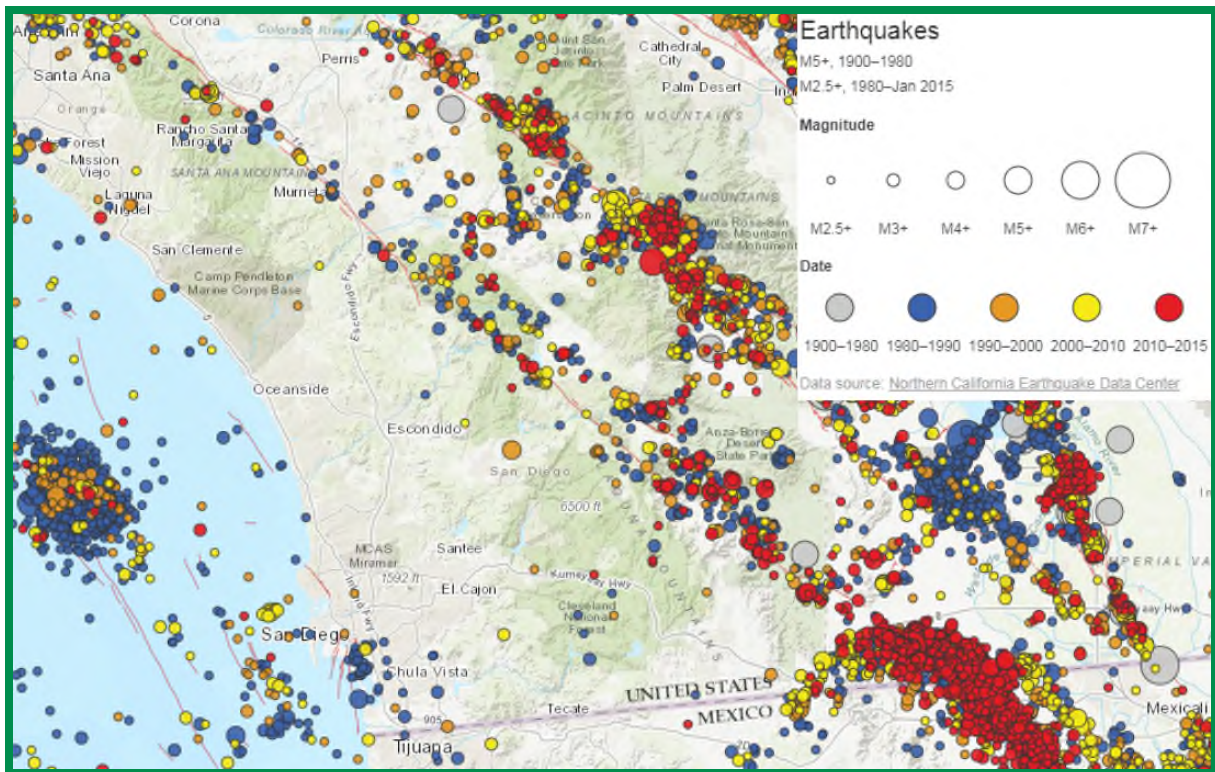 Earthquakes
M5+, 1900–1980
M2.5+, 1980–Jan 2015
Magnitude
M2.5+ M3+ M4+ M5+ M6+ M7+
Date
1900–1980 1980–1990 1990–2000 2000–2010 2010–2015
Data source: Northern California Earthquake Data Center
Corona
Colorado River
Perris
Cathedral
City
Palm Desert
Santa Ana
Orange
Rancho Santa
Margarita
Forest
Mission
Viejo
SANTA ANA MOUNTAIN
Murrieta
MOUNTAINS
MOUNTAINS
Laguna
Niguel
San Clemente
Camp Pendleton
Marine Corps Base
Escondido Fwy
Oceanside
Escondido
San Diego
6500 ft
Desert
State Park
Alamo River
MCAS
Miramar
1592 ft
Santee
El Cajon
Kumeyaay Hwy
Cleveland
National
Forest
MOUNTAINS
IMPERIAL VA
San Diego
Chula Vista
905
Tecate
Tijuana
UNITED STATES
MEXICO
Mexicali